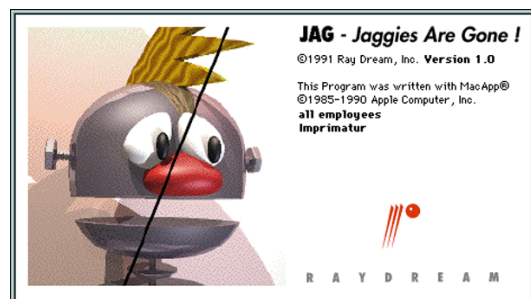 JAG - Jaggies Are Gone !
©1991 Ray Dream, Inc. Version 1.0
This Program was written with MacApp®
©1985-1990 Apple Computer, Inc.
all employees
Imprimatur
RAYDREAM